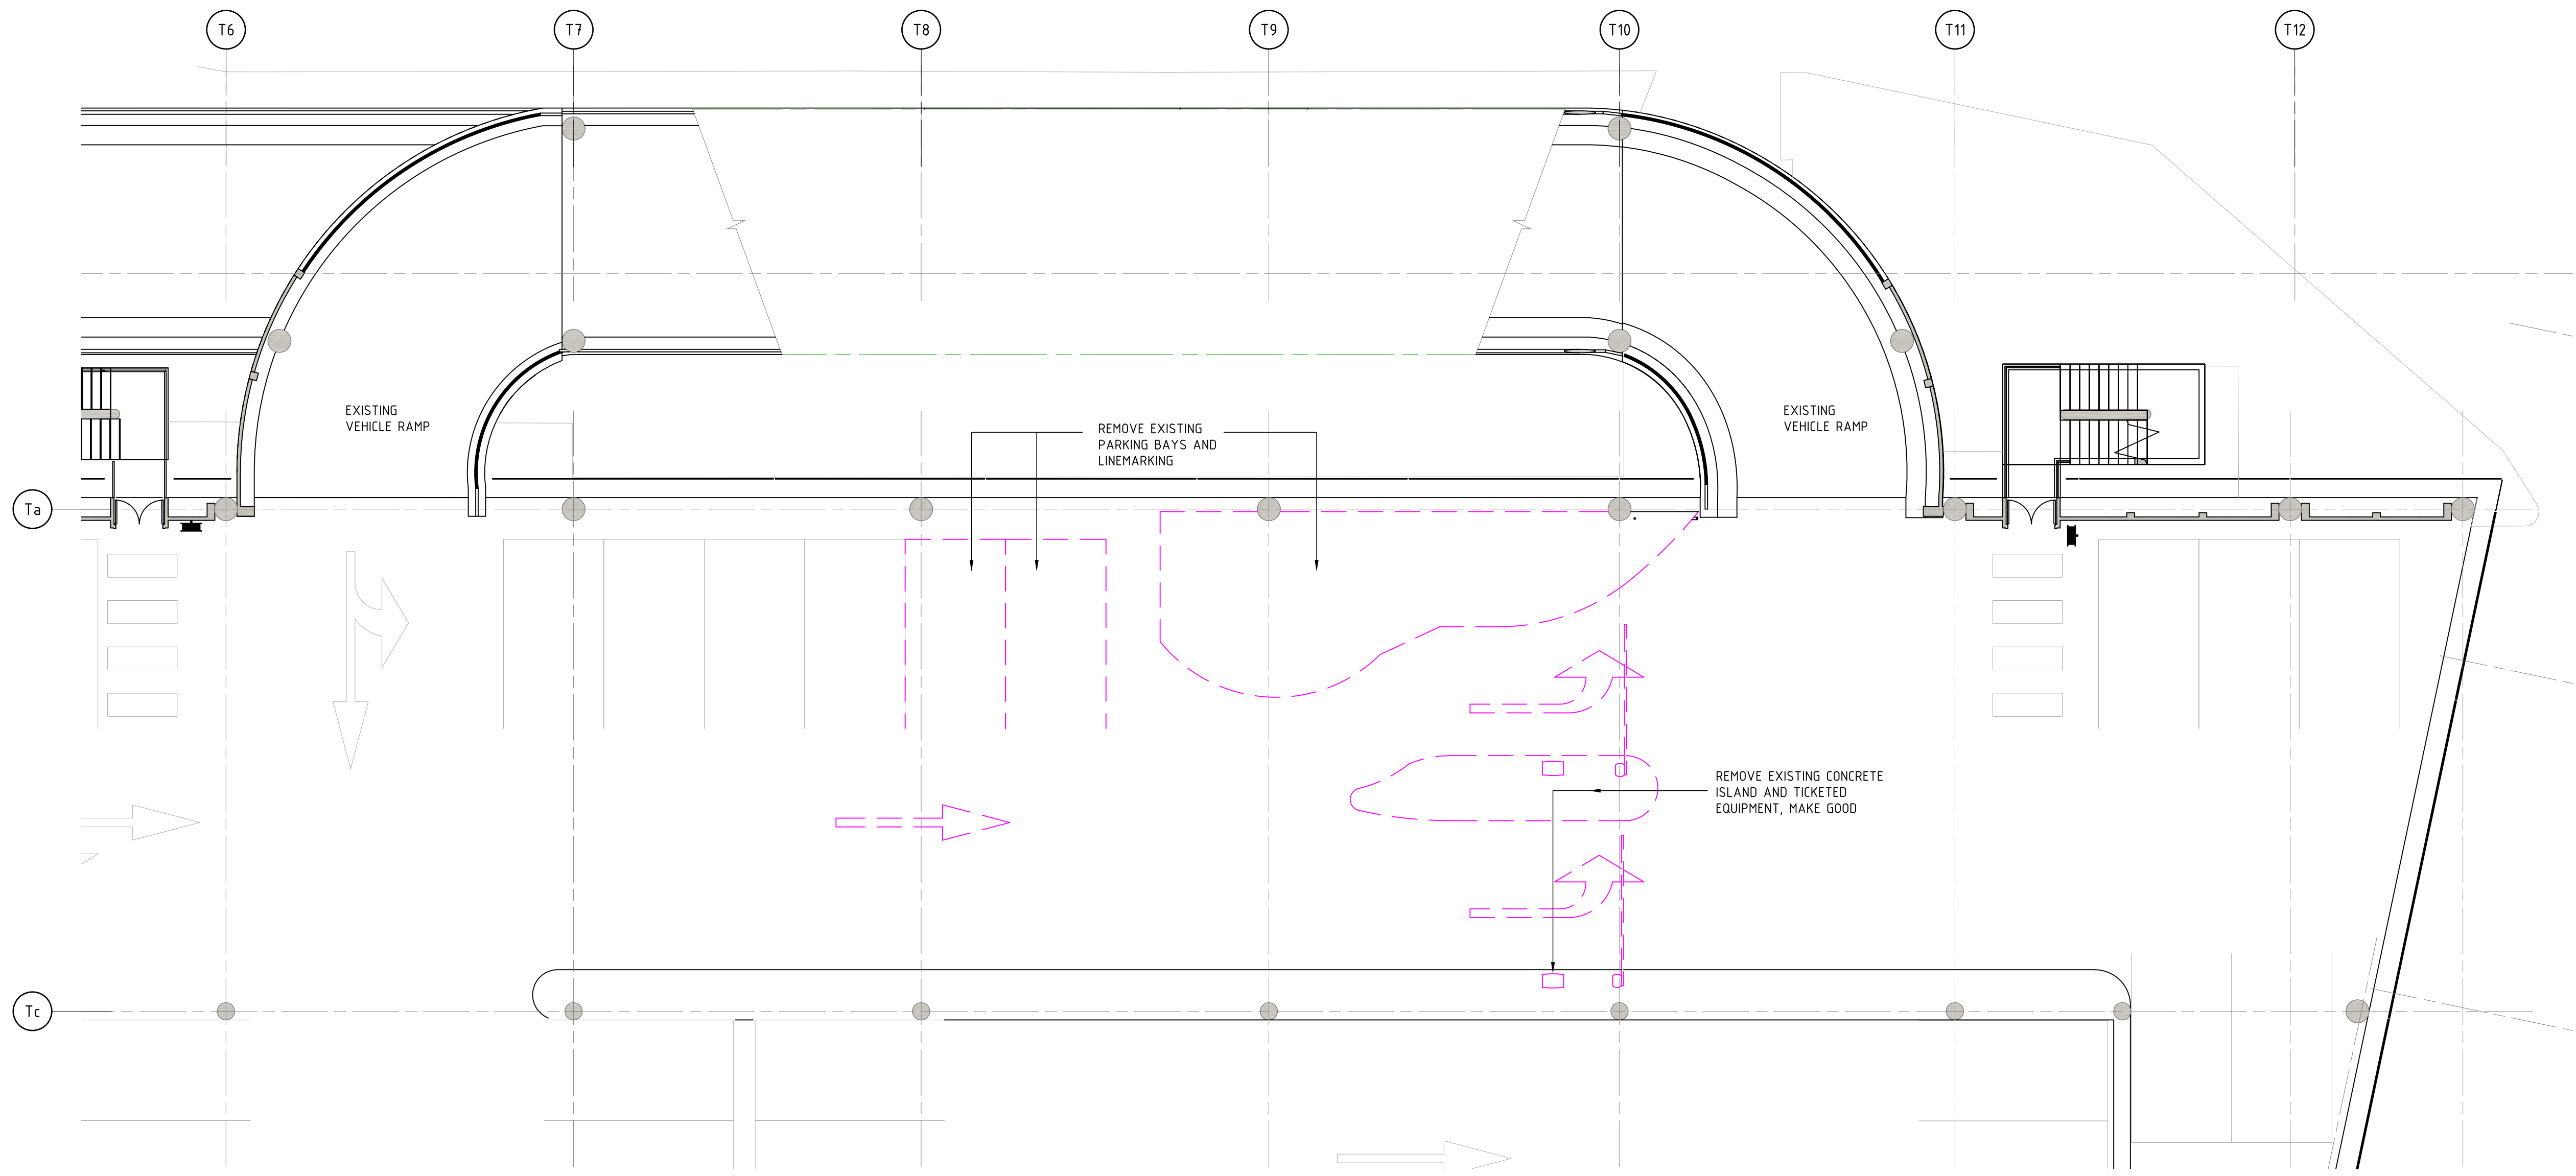 T6
T7
T8
T9
T10
T11
T12
EXISTING
VEHICLE RAMP
REMOVE EXISTING
PARKING BAYS AND
LINEMARKING
EXISTING
VEHICLE RAMP
Ta
REMOVE EXISTING CONCRETE
ISLAND AND TICKETED
EQUIPMENT, MAKE GOOD
Tc